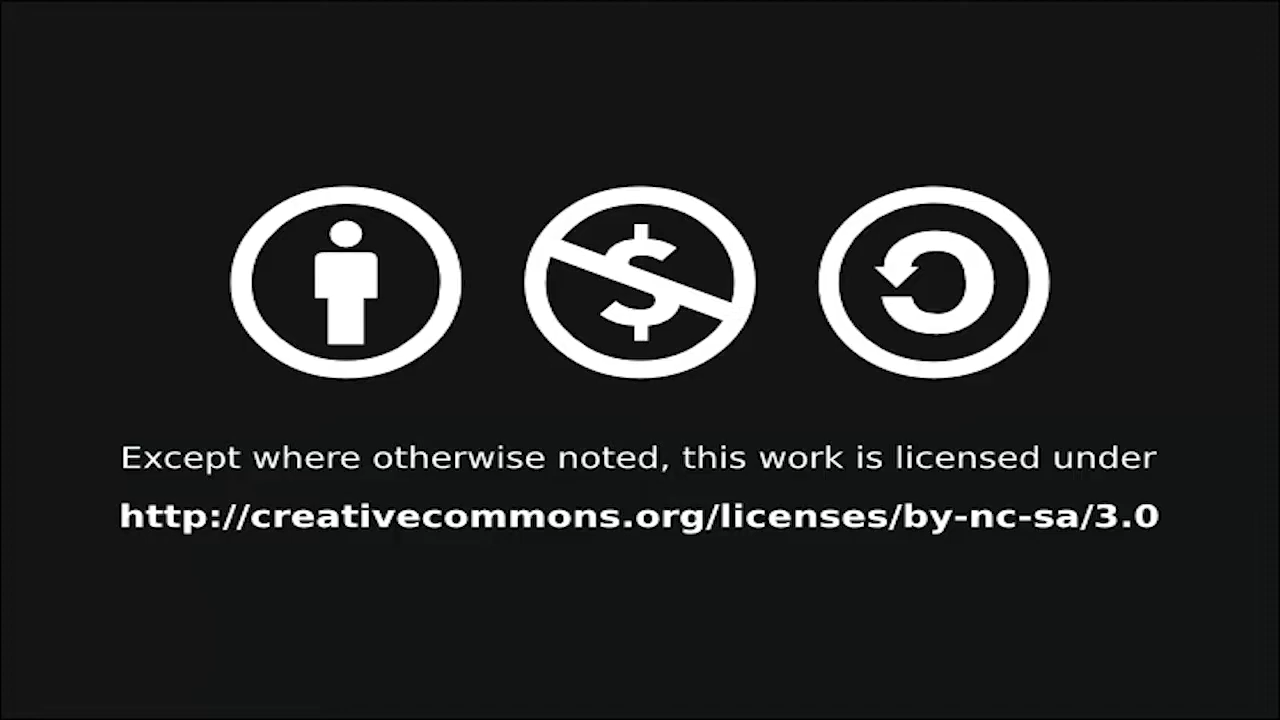 Except where otherwise noted, this work is licensed under
http://creativecommons.org/licenses/by-nc-sa/3.0